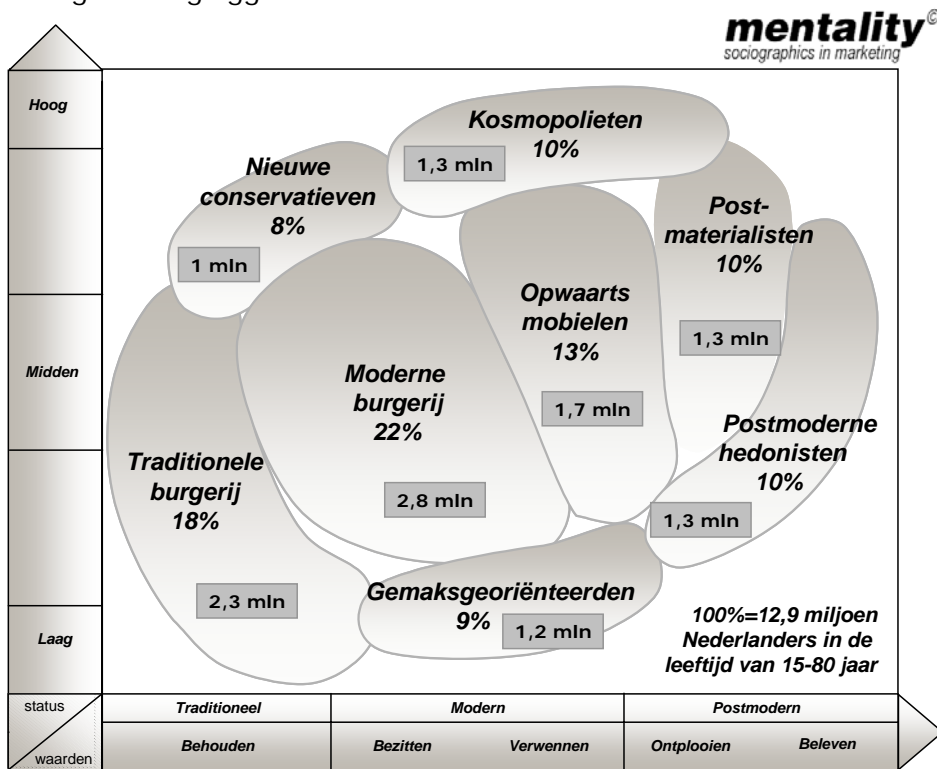 mentality©
sociographics in marketing
Hoog
Kosmopolieten
10%
1,3 mln
Nieuwe
conservatieven
8%
1 mln
Post-
materialisten
10%
1,3 mln
Opwaarts
mobielen
13%
1,7 mln
Midden
Moderne
burgerij
22%
2,8 mln
Postmoderne
hedonisten
10%
1,3 mln
Traditionele
burgerij
18%
2,3 mln
Gemaksgeoriënteerden
9%
1,2 mln
100%=12,9 miljoen
Nederlanders in de
leeftijd van 15-80 jaar
Laag
status
waarden
Traditioneel
Modern
Postmodern
Behouden
Bezitten
Verwennen
Ontplooien
Beleven